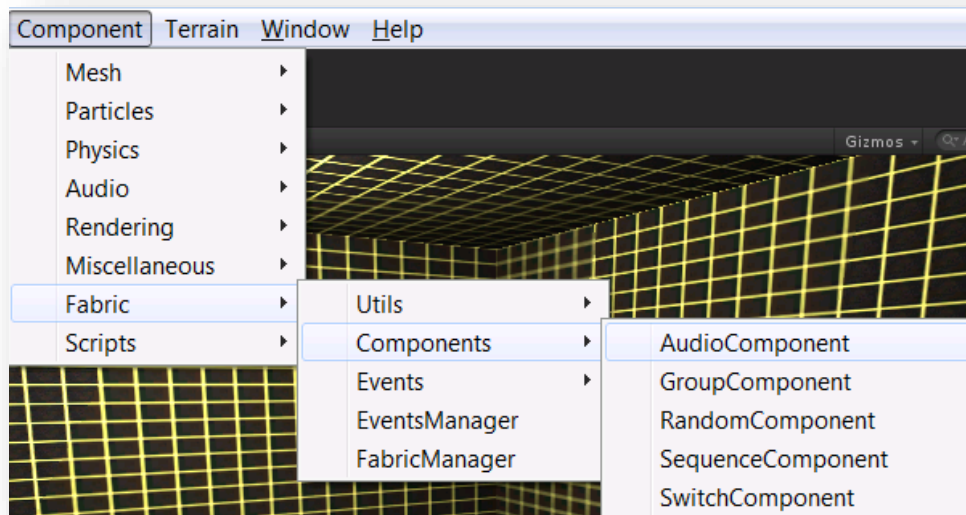 Component Terrain Window Help
Mesh
Particles
Physics
Audio
Rendering
Miscellaneous
Fabric
Scripts
Gizmos
Utils
Components
Events
EventsManager
FabricManager
AudioComponent
GroupComponent
RandomComponent
SequenceComponent
SwitchComponent